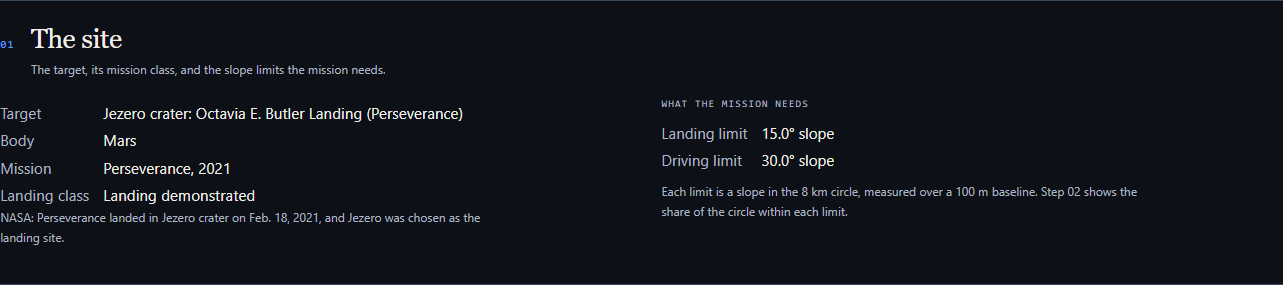 01 The site
The target, its mission class, and the slope limits the mission needs.
Target Jezero crater: Octavia E. Butler Landing (Perseverance)
Body Mars
Mission Perseverance, 2021
Landing class Landing demonstrated
NASA: Perseverance landed in Jezero crater on Feb. 18, 2021, and Jezero was chosen as the
landing site.
WHAT THE MISSION NEEDS
Landing limit 15.0° slope
Driving limit 30.0° slope
Each limit is a slope in the 8 km circle, measured over a 100 m baseline. Step 02 shows the
share of the circle within each limit.